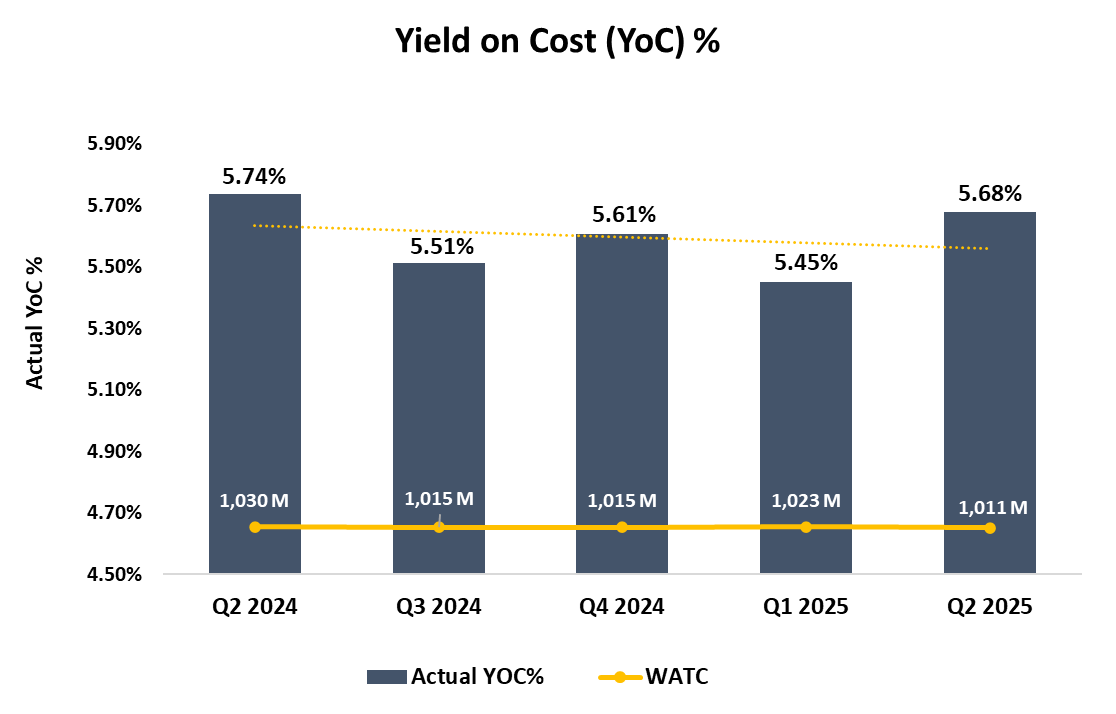 Yield on Cost (YoC) %
Actual YoC %
5.90%
5.70%
5.50%
5.30%
5.10%
4.90%
4.70%
4.50%
5.74%
5.51%
5.61%
5.45%
5.68%
1,030 M
1,015 M
1,015 M
1,023 M
1,011 M
Q2 2024
Q3 2024
Q4 2024
Q1 2025
Q2 2025
Actual YOC%
WATC